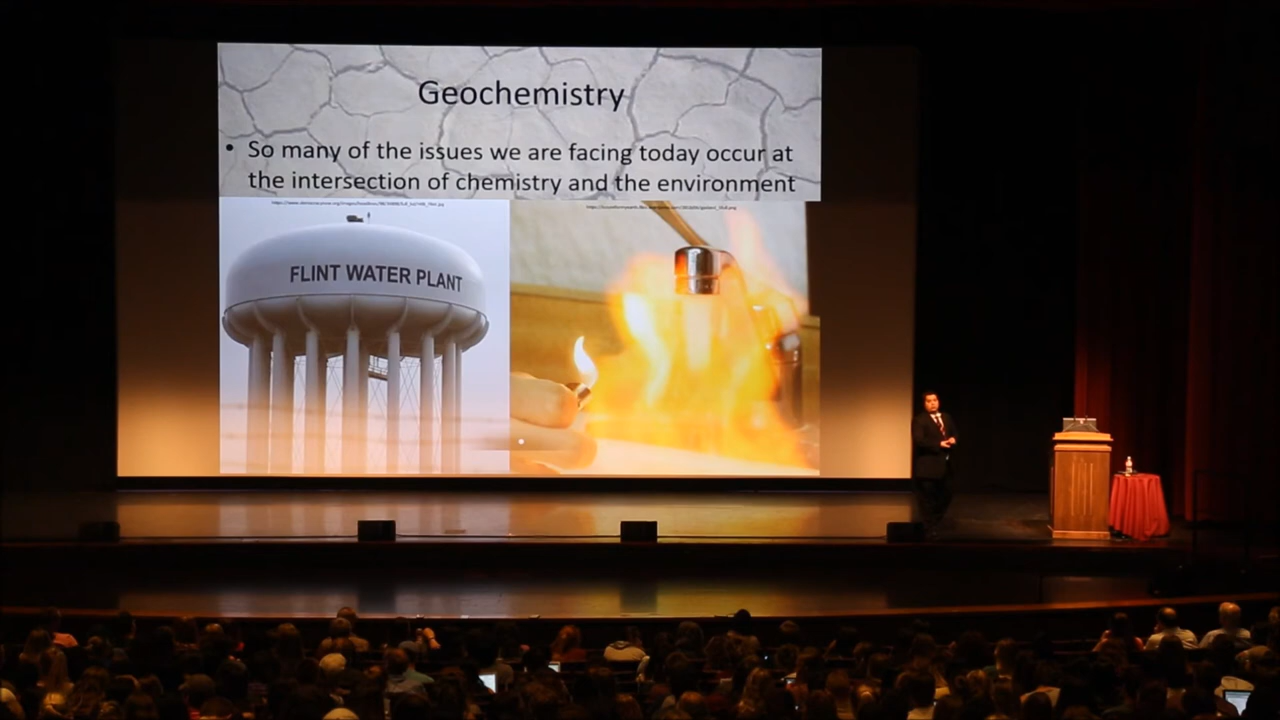 Geochemistry
• So many of the issues we are facing today occur at
the intersection of chemistry and the environment
FLINT WATER PLANT